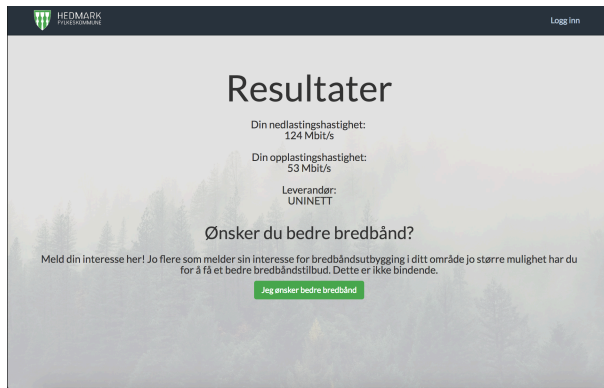 HEDMARK
FYLKESKOMMUNE
Logg inn
Resultater
Din nedlastingshastighet:
124 Mbit/s
Din opplastingshastighet:
53 Mbit/s
Leverandør:
UNINETT
Ønsker du bedre bredbånd?
Meld din interesse her! Jo flere som melder sin interesse for bredbåndsutbygging i ditt område jo større mulighet har du
for å få et bedre bredbåndstilbud. Dette er ikke bindende.
Jeg ønsker bedre bredbånd